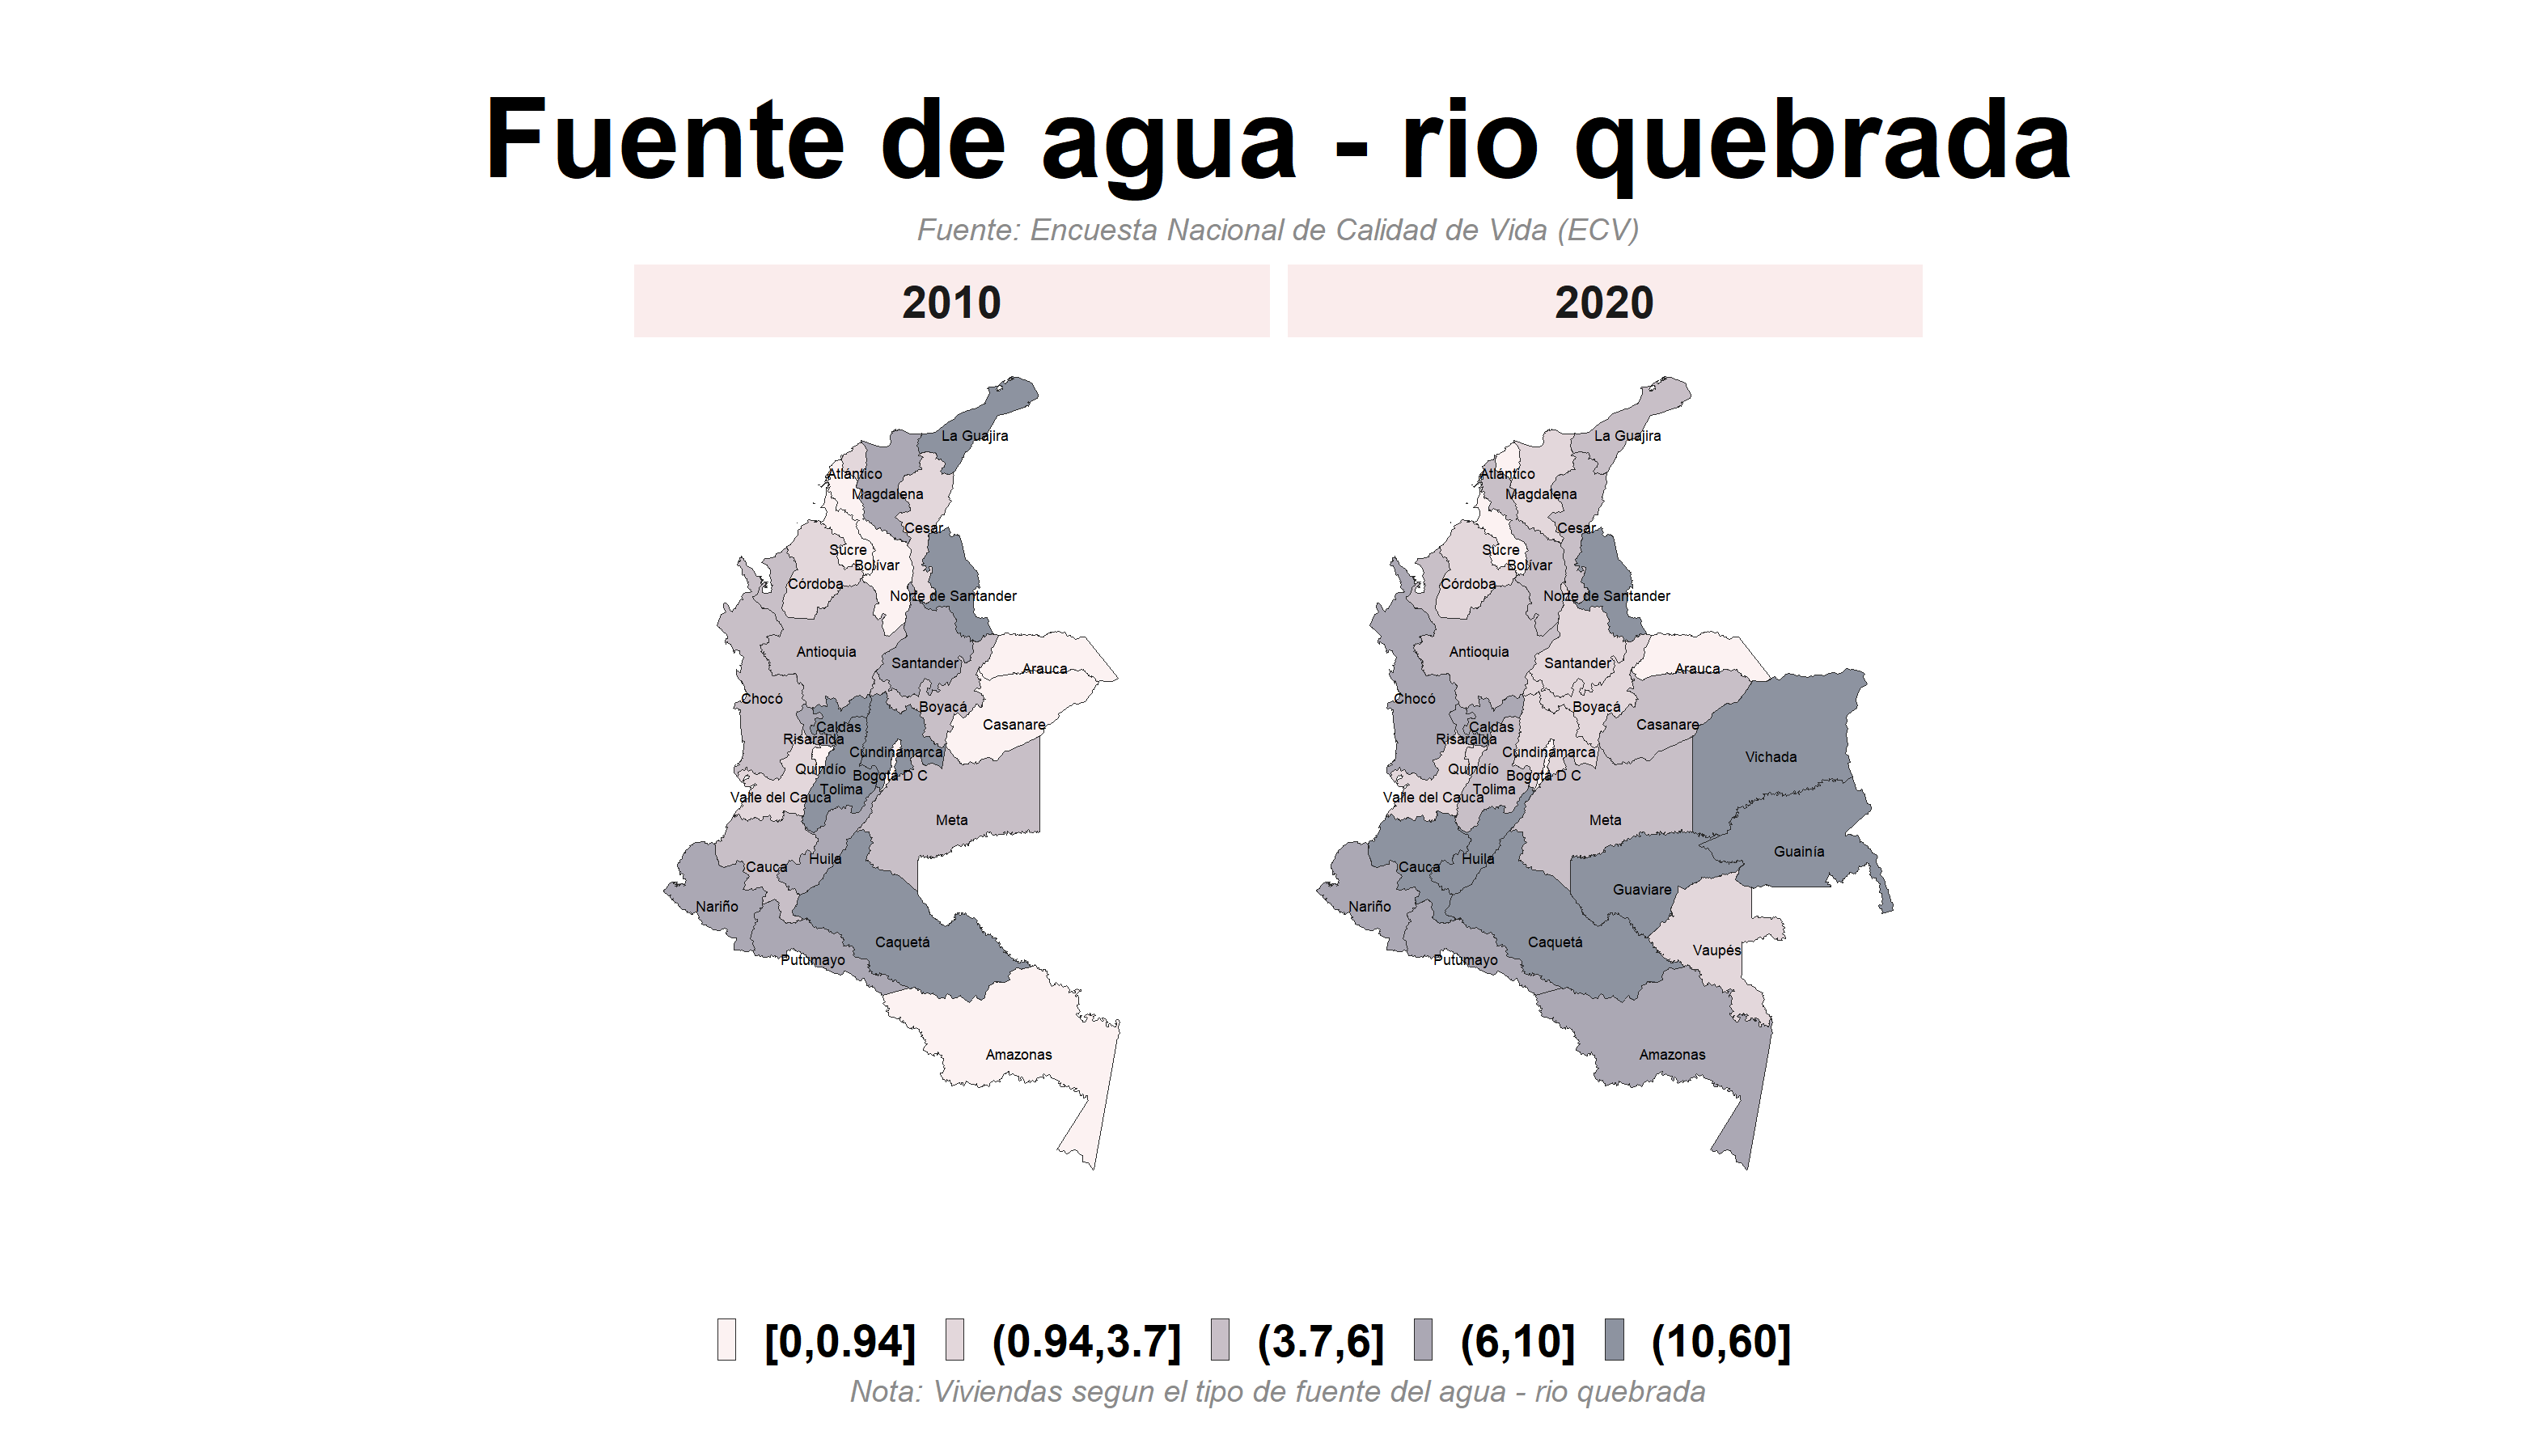 Fuente de agua - rio quebrada
Fuente: Encuesta Nacional de Calidad de Vida (ECV)
2010
La Guajira
Atlántico
Magdalena
Cesar
Sucre
Bolívar
Córdoba
Norte de Santander
Antioquia
Santander
Arauca
Chocó
Boyacá
Casanare
Caldas
Risaralda
Cundinamarca
Quindío
Bogotá D C
Tolima
Valle del Cauca
Meta
Huila
Cauca
Nariño
Caquetá
Putumayo
Amazonas
2020
La Guajira
Atlántico
Magdalena
Cesar
Sucre
Bolívar
Córdoba
Norte de Santander
Antioquia
Santander
Arauca
Chocó
Boyacá
Casanare
Caldas
Risaralda
Cundinamarca
Vichada
Quindío
Bogotá D C
Tolima
Valle del Cauca
Meta
Guainía
Huila
Cauca
Guaviare
Nariño
Caquetá
Vaupés
Putumayo
Amazonas
[0,0.94] (0.94,3.7] (3.7,6] (6,10] (10,60]
Nota: Viviendas segun el tipo de fuente del agua - rio quebrada